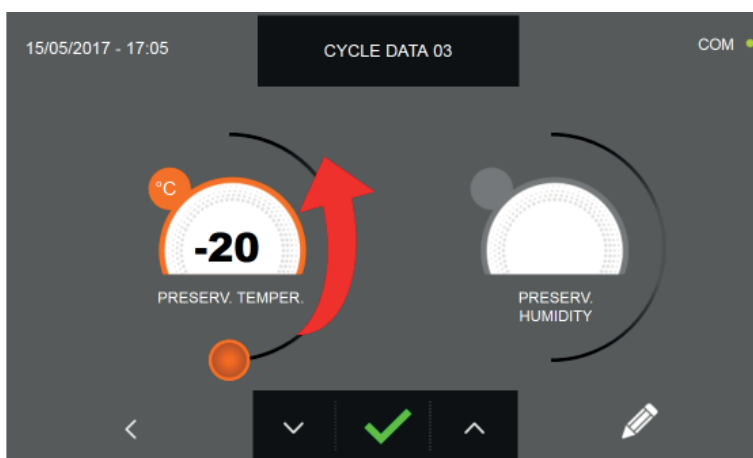 15/05/2017 - 17:05
CYCLE DATA 03
COM
°C
-20
PRESERV. TEMPER.
PRESERV.
HUMIDITY